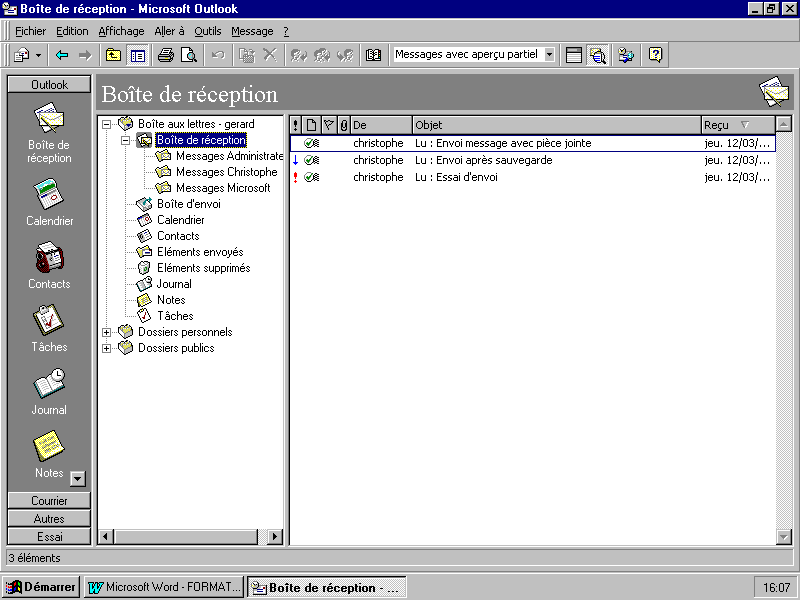 Boîte de réception - Microsoft Outlook
Fichier Edition Affichage Aller à Outils Message ?
Messages avec aperçu partiel
Outlook
Boîte de réception
Boîte de
réception
Calendrier
Contacts
Tâches
Journal
Notes
Courrier
Autres
Essai
Boîte aux lettres - gerard
Boîte de réception
Messages Administrate
Messages Christophe
Messages Microsoft
Boîte d'envoi
Calendrier
Contacts
Eléments envoyés
Eléments supprimés
Journal
Notes
Tâches
Dossiers personnels
Dossiers publics
De Objet Reçu
christophe Lu : Envoi message avec pièce jointe jeu. 12/03/...
christophe Lu : Envoi après sauvegarde jeu. 12/03/...
christophe Lu : Essai d'envoi jeu. 12/03/...
3 éléments
Démarrer Microsoft Word - FORMAT... Boîte de réception - ... 16:07